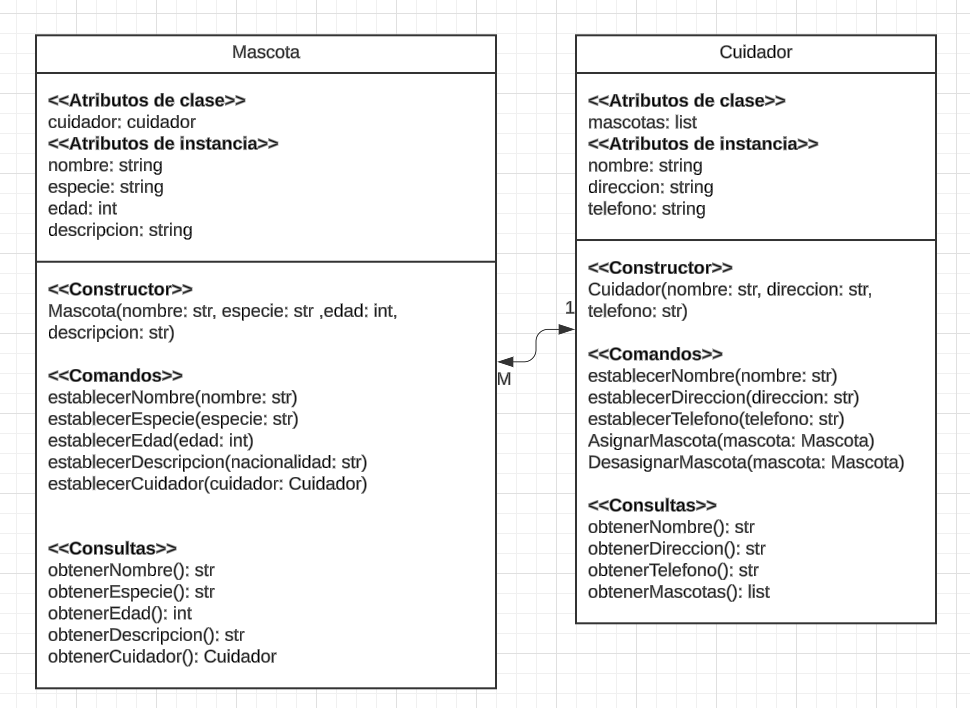 Mascota
<<Atributos de clase>>
cuidador: cuidador
<<Atributos de instancia>>
nombre: string
especie: string
edad: int
descripcion: string
<<Constructor>>
Mascota(nombre: str, especie: str ,edad: int,
descripcion: str)
<<Comandos>>
establecerNombre(nombre: str)
establecerEspecie(especie: str)
establecerEdad(edad: int)
establecerDescripcion(nacionalidad: str)
establecerCuidador(cuidador: Cuidador)
<<Consultas>>
obtenerNombre(): str
obtenerEspecie(): str
obtenerEdad(): int
obtenerDescripcion(): str
obtenerCuidador(): Cuidador
M
1
Cuidador
<<Atributos de clase>>
mascotas: list
<<Atributos de instancia>>
nombre: string
direccion: string
telefono: string
<<Constructor>>
Cuidador(nombre: str, direccion: str,
telefono: str)
<<Comandos>>
establecerNombre(nombre: str)
establecerDireccion(direccion: str)
establecerTelefono(telefono: str)
AsignarMascota(mascota: Mascota)
DesasignarMascota(mascota: Mascota)
<<Consultas>>
obtenerNombre(): str
obtenerDireccion(): str
obtenerTelefono(): str
obtenerMascotas(): list